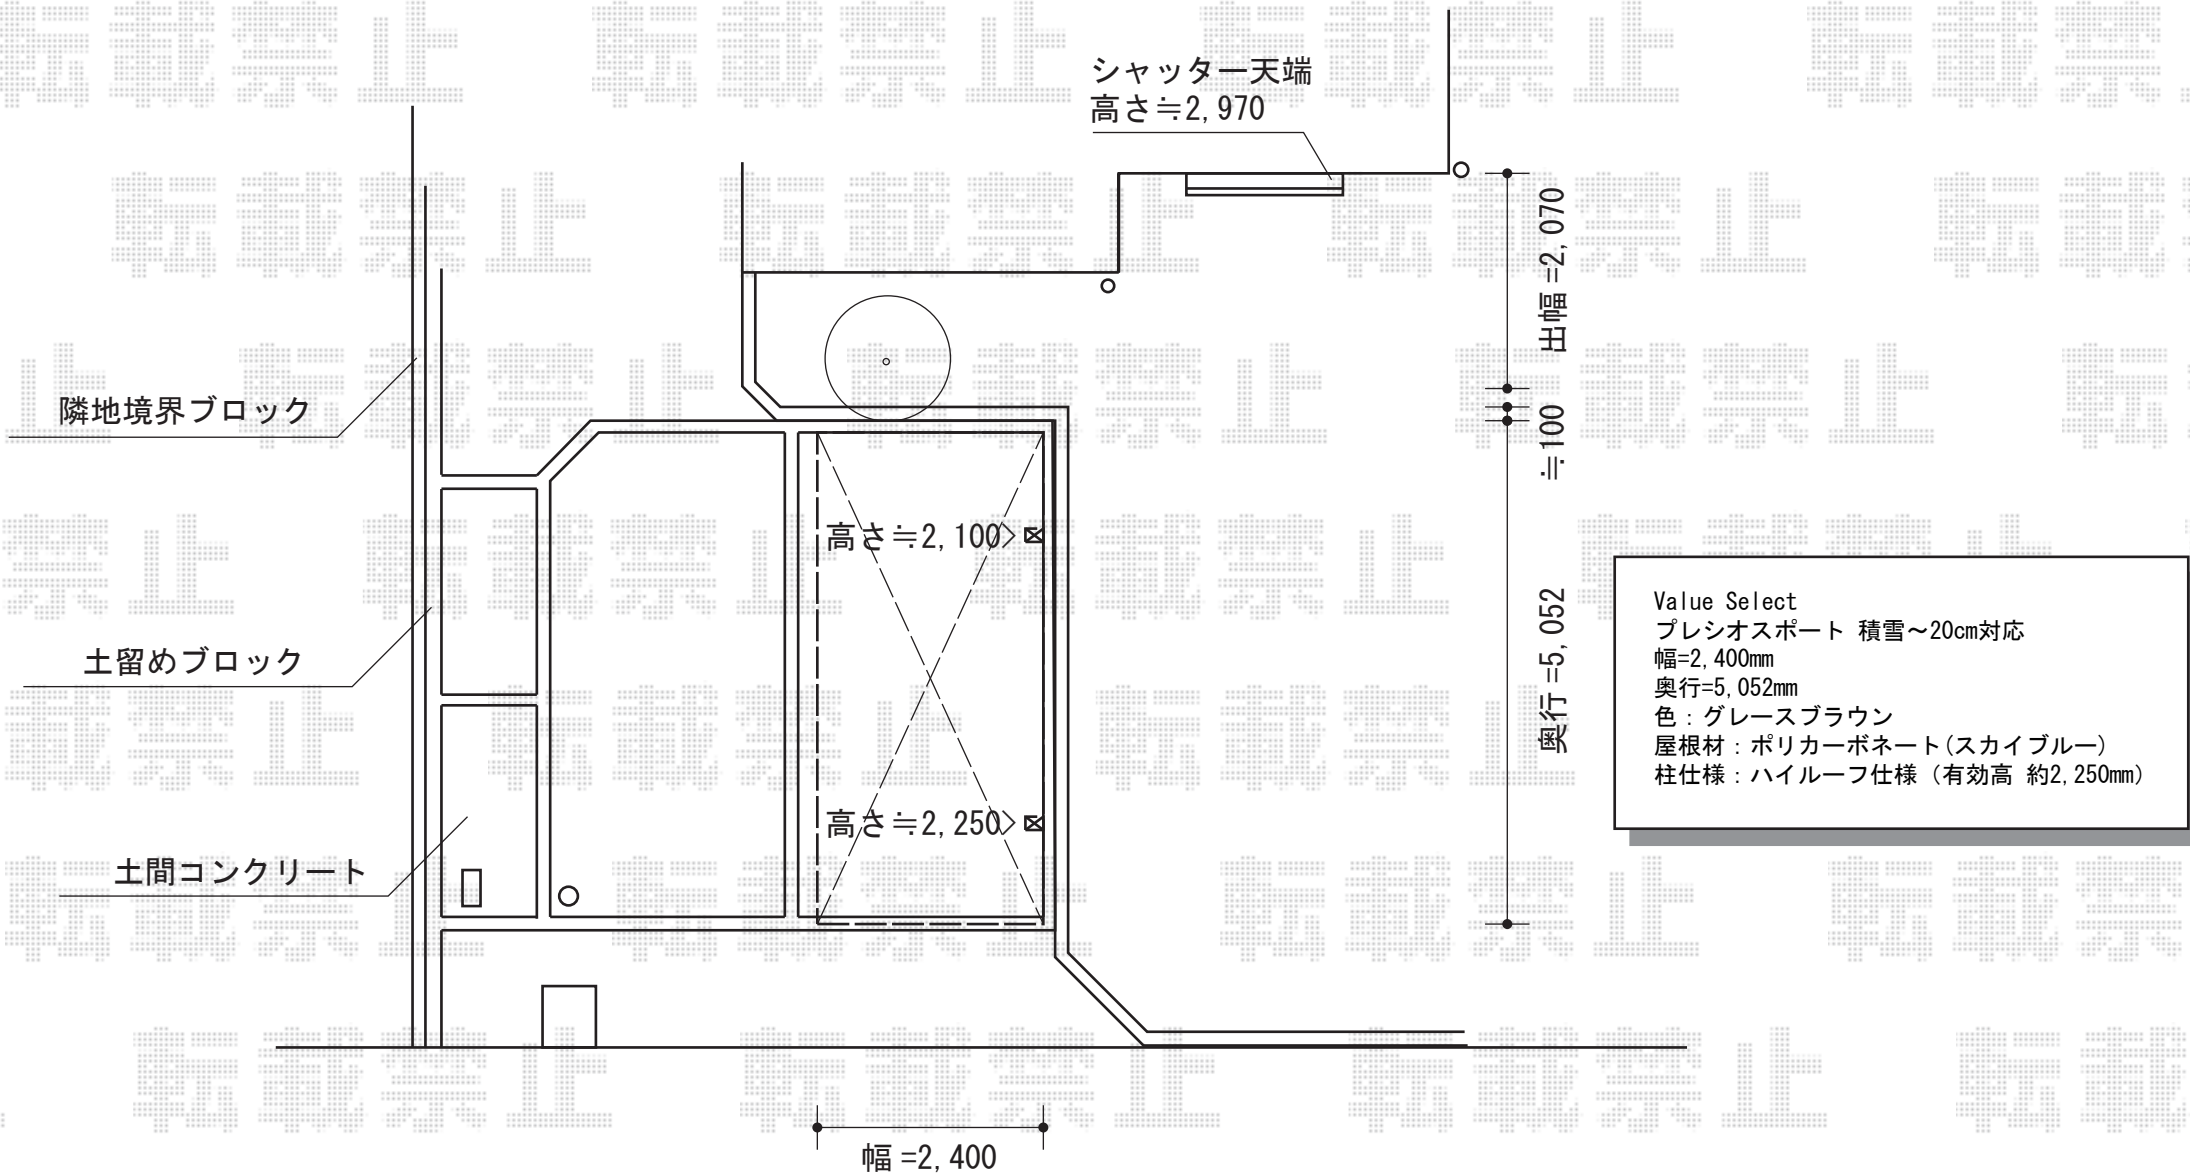 シャッター天端
高さ≒2,970
出幅=2,070
≒100
奥行=5,052
隣地境界ブロック
土留めブロック
土間コンクリート
高さ≒2,100
高さ≒2,250
幅=2,400
Value Select
プレシオスポート 積雪～20cm対応
幅=2,400mm
奥行=5,052mm
色：グレースブラウン
屋根材：ポリカーボネート(スカイブルー)
柱仕様：ハイルーフ仕様（有効高 約2,250mm）
転載禁止